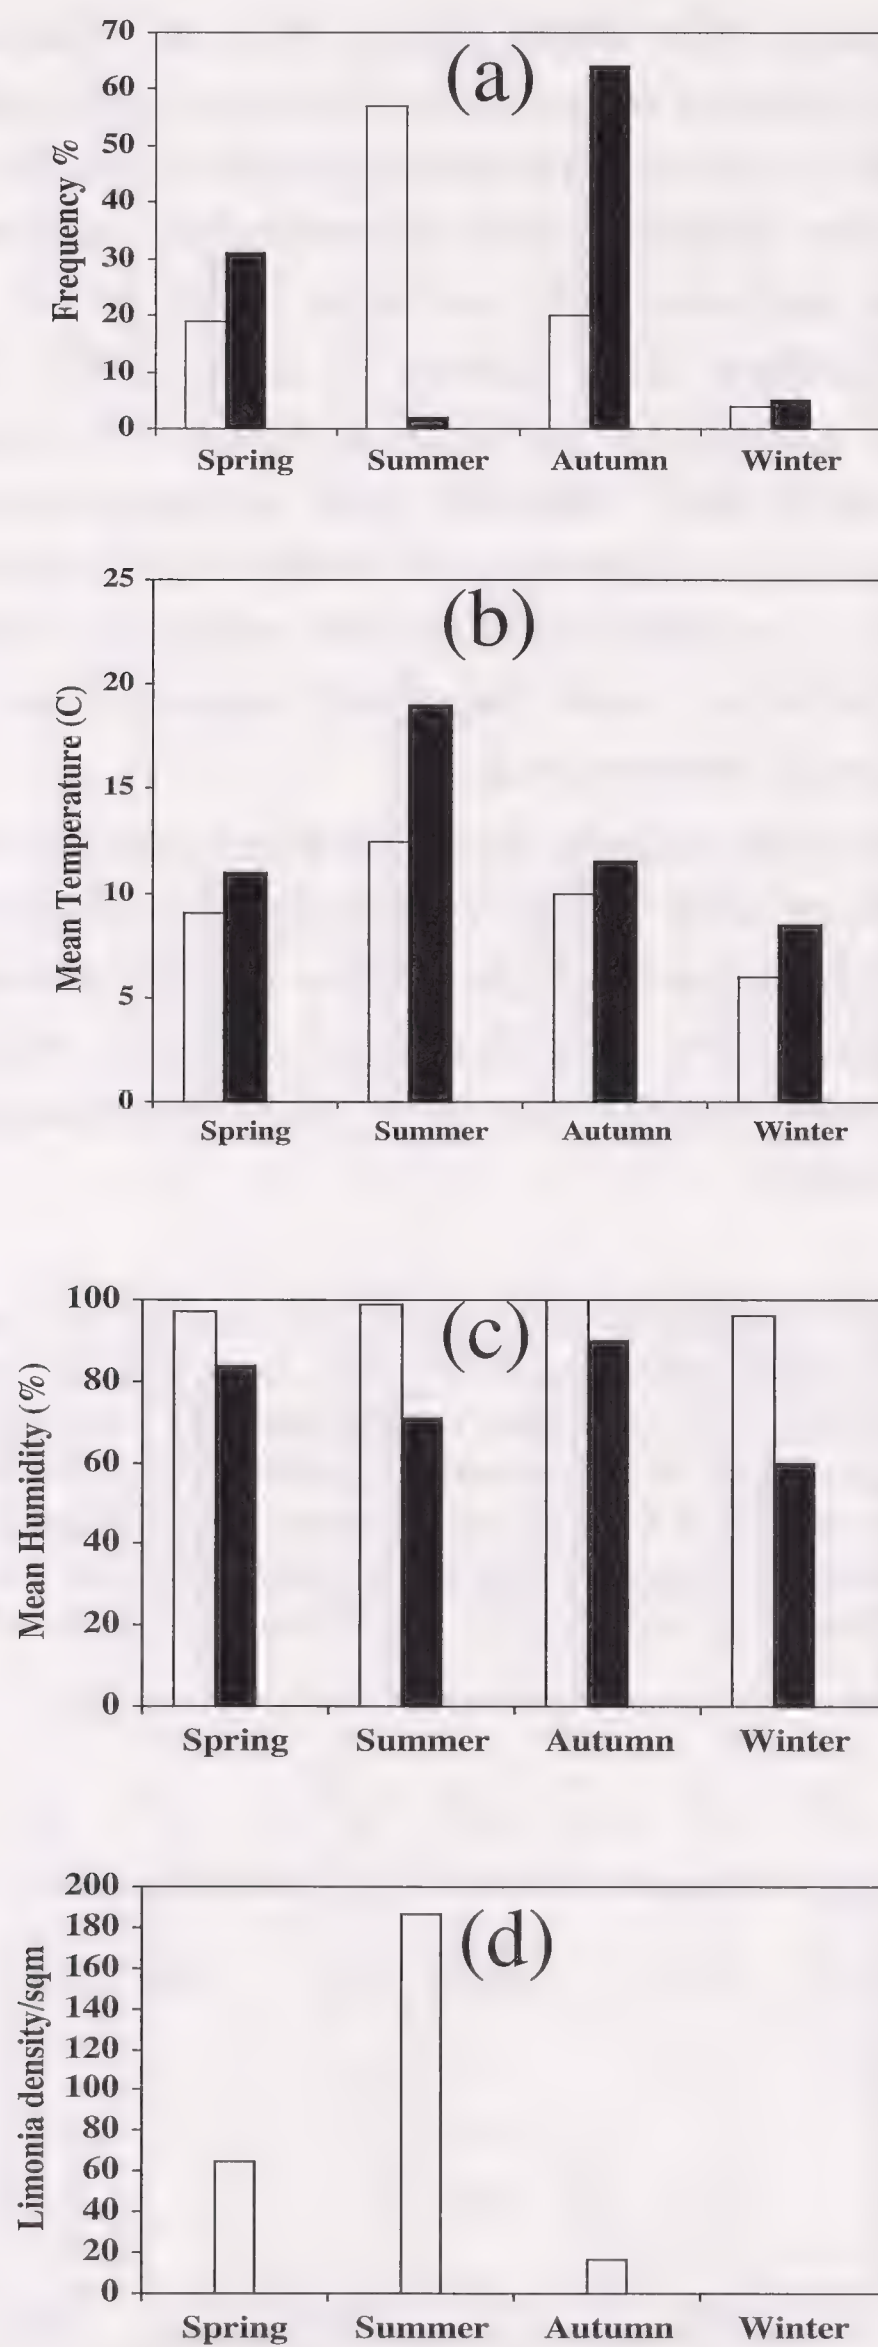 (a)
Frequency %
70
60
50
40
30
20
10
0
Spring Summer Autumn Winter
(b)
Mean Temperature (C)
25
20
15
10
5
0
Spring Summer Autumn Winter
(c)
Mean Humidity (%)
100
80
60
40
20
0
Spring Summer Autumn Winter
(d)
Limonia density/sqm
200
180
160
140
120
100
80
60
40
20
0
Spring Summer Autumn Winter